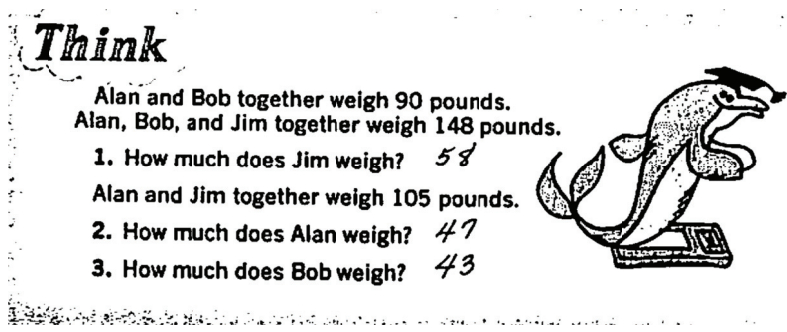 Think
Alan and Bob together weigh 90 pounds.
Alan, Bob, and Jim together weigh 148 pounds.
1. How much does Jim weigh? 58
Alan and Jim together weigh 105 pounds.
2. How much does Alan weigh? 47
3. How much does Bob weigh? 43